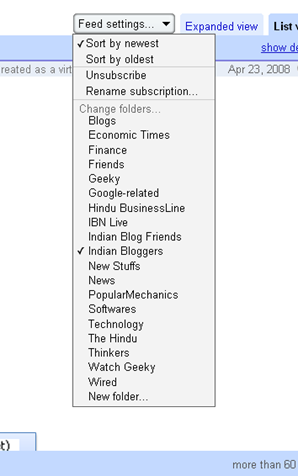 Feed settings... Expanded view List v
✓ Sort by newest
show de
Sort by oldest
reated as a virt Apr 23, 2008
Unsubscribe
Rename subscription...
Change folders...
Blogs
Economic Times
Finance
Friends
Geeky
Google-related
Hindu BusinessLine
IBN Live
Indian Blog Friends
✓ Indian Bloggers
New Stuffs
News
PopularMechanics
Softwares
Technology
The Hindu
Thinkers
Watch Geeky
Wired
New folder...
t)
more than 60